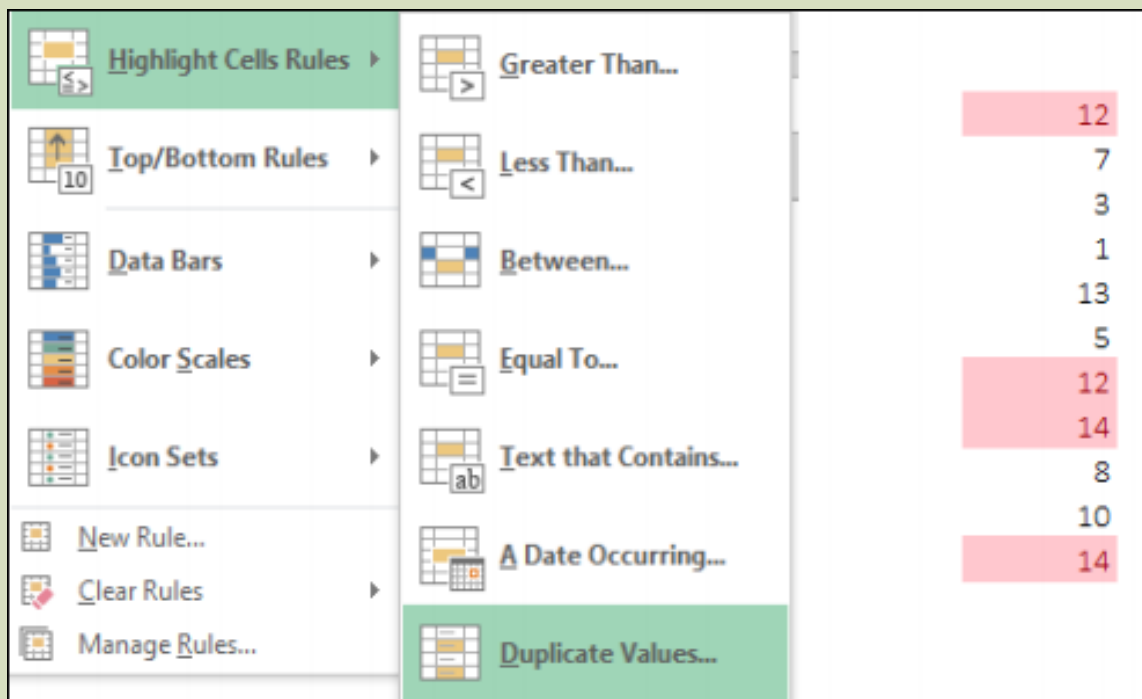 Highlight Cells Rules
Top/Bottom Rules
10
Data Bars
Color Scales
Icon Sets
New Rule...
Clear Rules
Manage Rules...
Greater Than...
>
Less Than...
<
Between...
Equal To...
=
Text that Contains...
ab
A Date Occurring...
Duplicate Values...
12
7
3
1
13
5
12
14
8
10
14